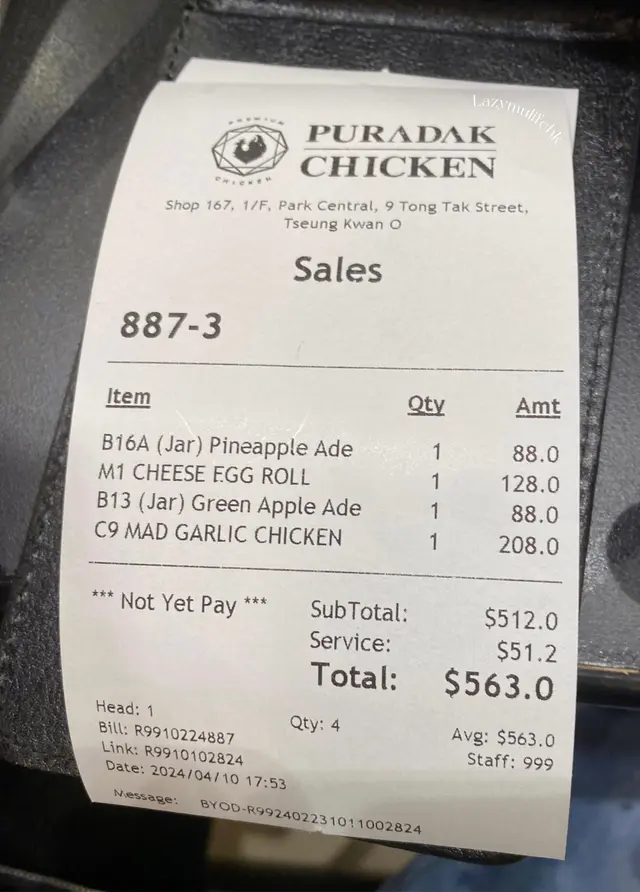 Lazymulifehk
PREMIUM
CHICKEN
PURADAK
CHICKEN
Shop 167, 1/F, Park Central, 9 Tong Tak Street,
Tseung Kwan O
Sales
887-3
Item Qty Amt
B16A (Jar) Pineapple Ade 1 88.0
M1 CHEESE EGG ROLL 1 128.0
B13 (Jar) Green Apple Ade 1 88.0
C9 MAD GARLIC CHICKEN 1 208.0
*** Not Yet Pay *** SubTotal: $512.0
Service: $51.2
Total: $563.0
Head: 1 Qty: 4 Avg: $563.0
Bill: R9910224887 Staff: 999
Link: R9910102824
Date: 2024/04/10 17:53
Message: BYOD-R992402231011002824